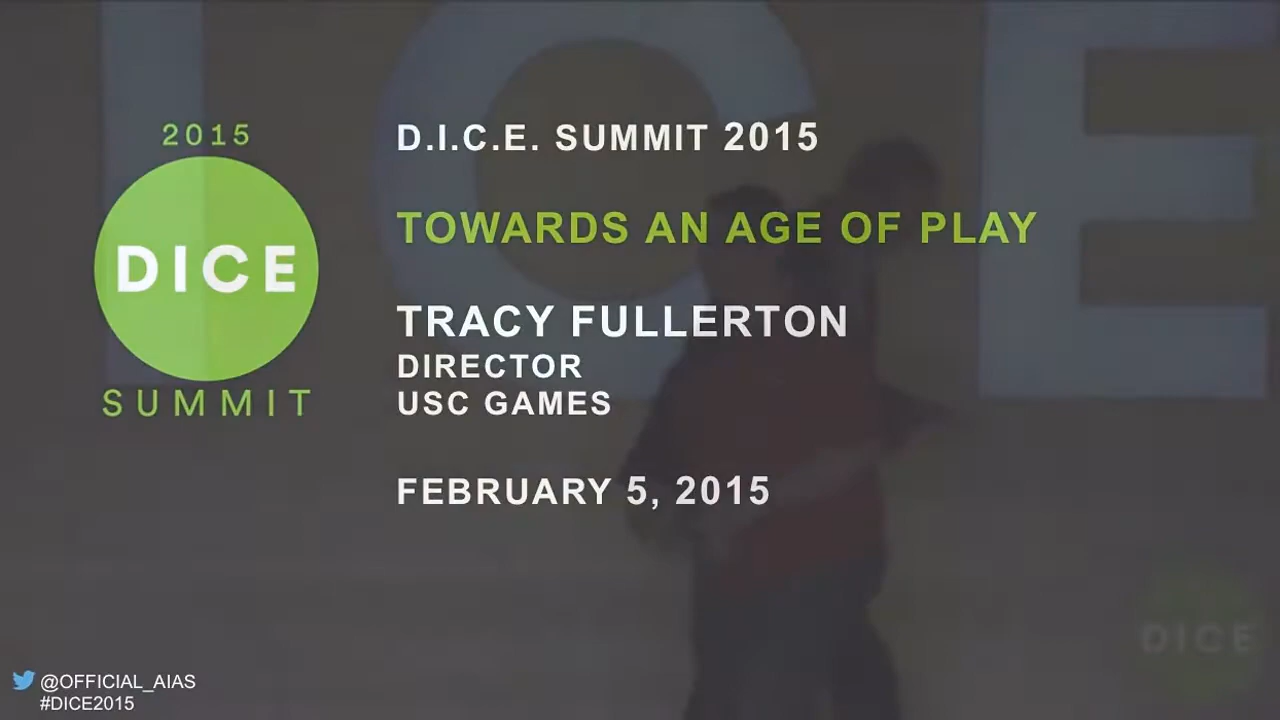 2015
DICE
SUMMIT
D.I.C.E. SUMMIT 2015
TOWARDS AN AGE OF PLAY
TRACY FULLERTON
DIRECTOR
USC GAMES
FEBRUARY 5, 2015
I C E
DICE
@OFFICIAL_AIAS
#DICE2015